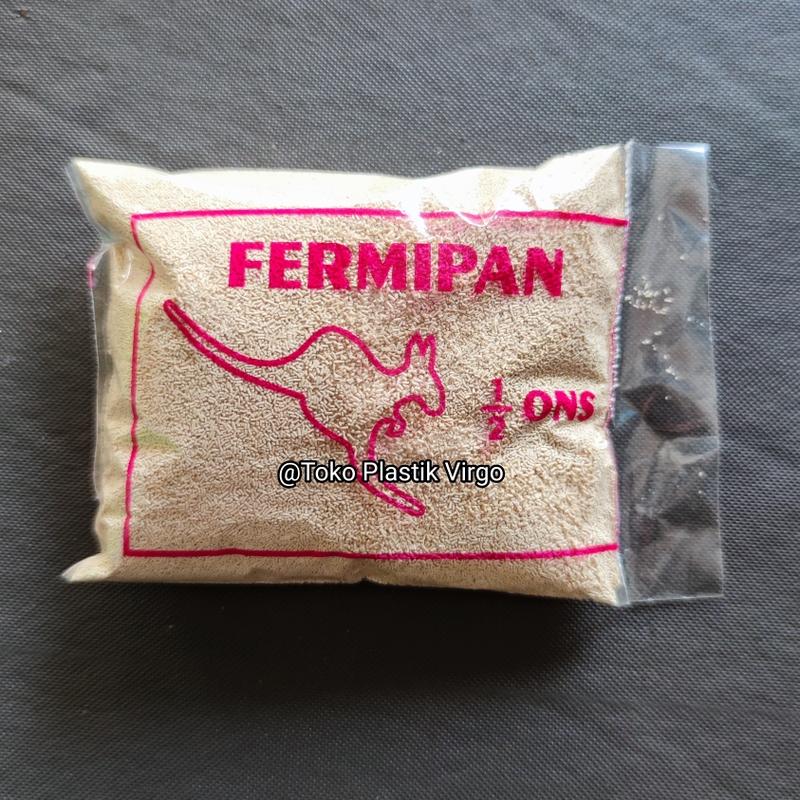 FERMIPAN
1/2 ONS
@Toko Plastik Virgo